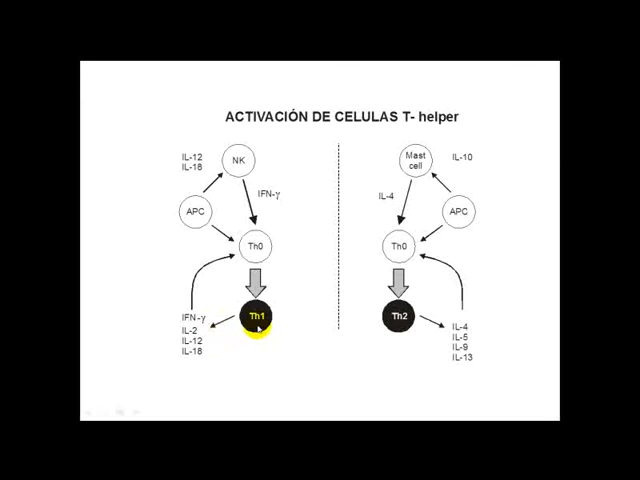 ACTIVACIÓN DE CELULAS T- helper
IL-12
IL-18
NK
IFN-γ
APC
Th0
Th1
IFN-γ
IL-2
IL-12
IL-18
Mast
cell
IL-10
IL-4
APC
Th0
Th2
IL-4
IL-5
IL-9
IL-13